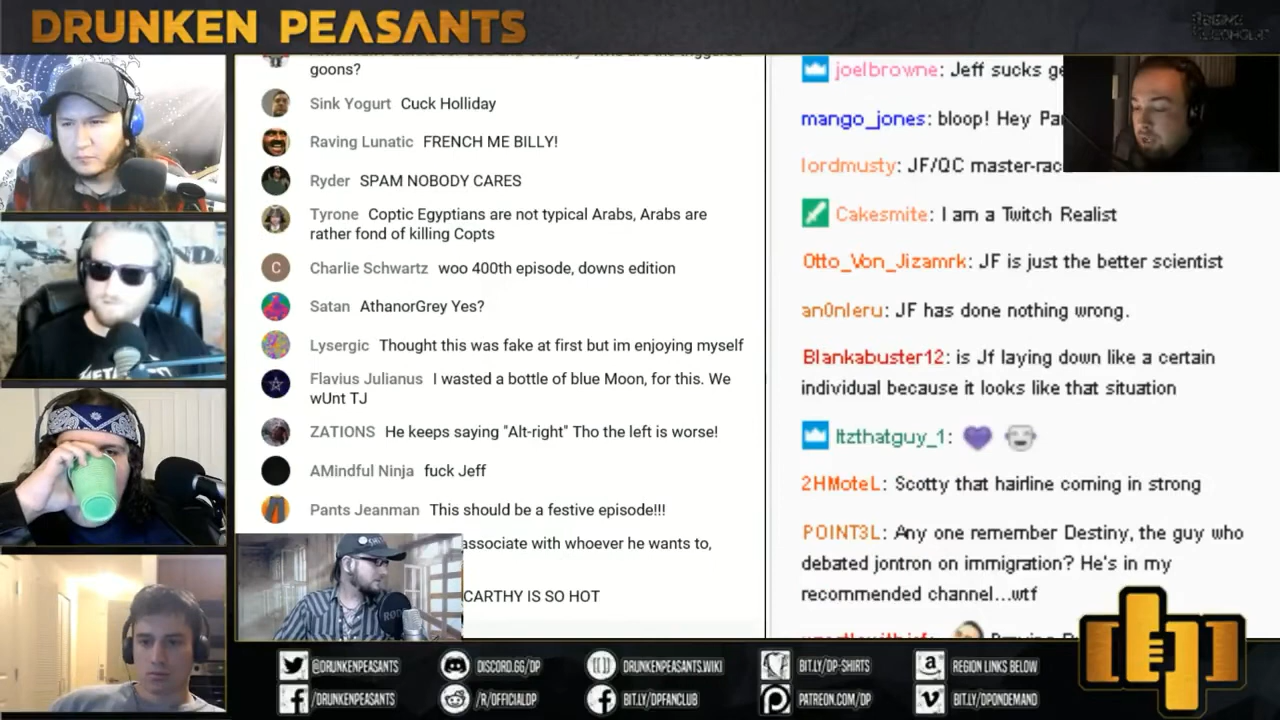 DRUNKEN PEASANTS
goons?
Sink Yogurt Cuck Holliday
Raving Lunatic FRENCH ME BILLY!
Ryder SPAM NOBODY CARES
Tyrone Coptic Egyptians are not typical Arabs, Arabs are
rather fond of killing Copts
C Charlie Schwartz woo 400th episode, downs edition
Satan AthanorGrey Yes?
Lysergic Thought this was fake at first but im enjoying myself
Flavius Julianus I wasted a bottle of blue Moon, for this. We
wUnt TJ
ZATIONS He keeps saying "Alt-right" Tho the left is worse!
AMindful Ninja fuck Jeff
Pants Jeanman This should be a festive episode!!!
associate with whoever he wants to,
CARTHY IS SO HOT
joelbrowne: Jeff sucks
mango_jones: bloop! Hey
lordmusty: JF/QC
Cakesmite: I am a Twitch Realist
Otto_Von_Jizamrk: JF is just the better scientist
an0nleru: JF has done nothing wrong.
Blankabuster12: is Jf laying down like a certain
individual because it looks like that situation
Itzthatguy_1:
2HMoteL: Scotty that hairline coming in strong
POINT3L: Any one remember Destiny, the guy who
debated jontron on immigration? He's in my
recommended channel...wtf
@DRUNKENPEASANTS
DISCORD.GG/DP
DRUNKENPEASANTS.WIKI
BIT.LY/DP-SHIRTS
REGION LINKS BELOW
/DRUNKENPEASANTS
/R/OFFICIALDP
BIT.LY/DPFANCLUB
PATREON.COM/DP
BIT.LY/DPONDEMAND